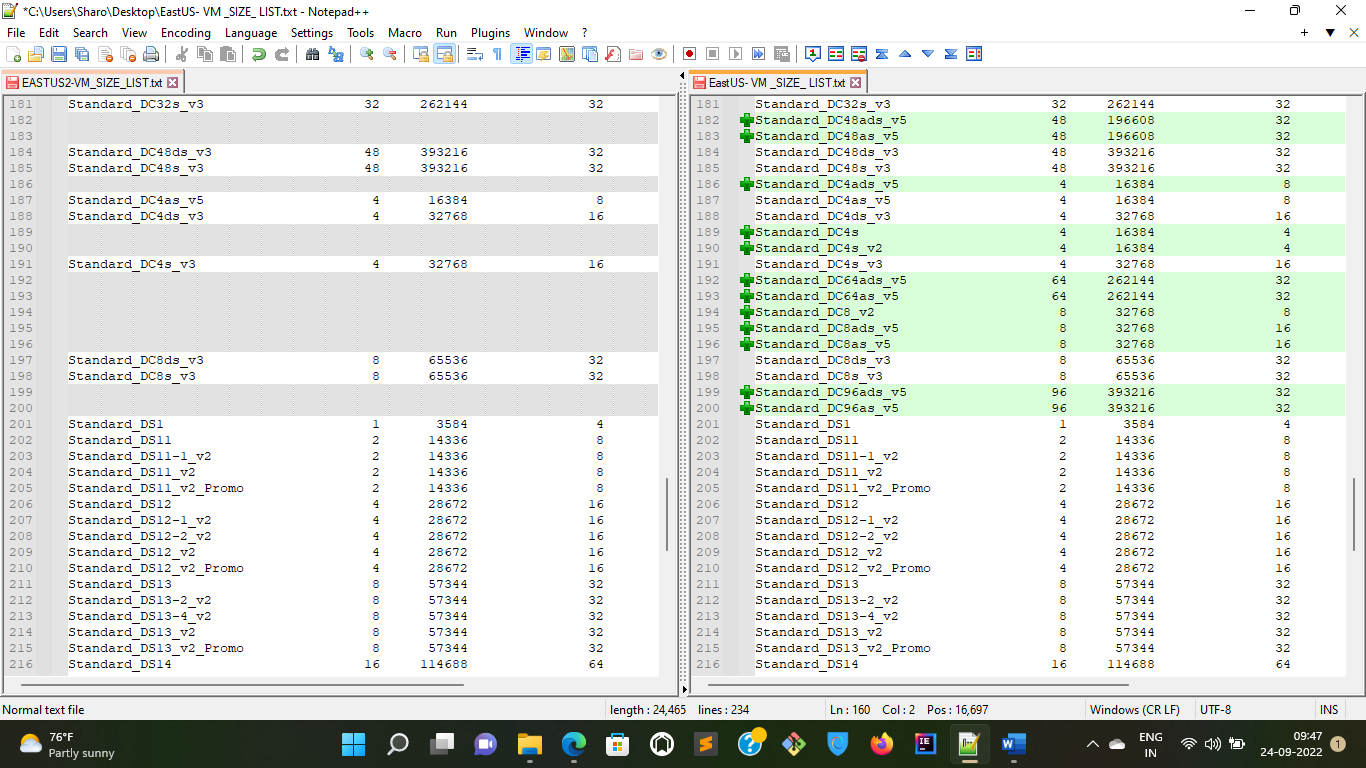 *C:\Users\Sharo\Desktop\EastUS- VM _SIZE_ LIST.txt - Notepad++
File Edit Search View Encoding Language Settings Tools Macro Run Plugins Window ?
EASTUS2-VM_SIZE_LIST.txt
181 Standard_DC32s_v3 32 262144 32
182
183
184 Standard_DC48ds_v3 48 393216 32
185 Standard_DC48s_v3 48 393216 32
186
187 Standard_DC4as_v5 4 16384 8
188 Standard_DC4ds_v3 4 32768 16
189
190
191 Standard_DC4s_v3 4 32768 16
192
193
194
195
196
197 Standard_DC8ds_v3 8 65536 32
198 Standard_DC8s_v3 8 65536 32
199
200
201 Standard_DS1 1 3584 4
202 Standard_DS11 2 14336 8
203 Standard_DS11-1_v2 2 14336 8
204 Standard_DS11_v2 2 14336 8
205 Standard_DS11_v2_Promo 2 14336 8
206 Standard_DS12 4 28672 16
207 Standard_DS12-1_v2 4 28672 16
208 Standard_DS12-2_v2 4 28672 16
209 Standard_DS12_v2 4 28672 16
210 Standard_DS12_v2_Promo 4 28672 16
211 Standard_DS13 8 57344 32
212 Standard_DS13-2_v2 8 57344 32
213 Standard_DS13-4_v2 8 57344 32
214 Standard_DS13_v2 8 57344 32
215 Standard_DS13_v2_Promo 8 57344 32
216 Standard_DS14 16 114688 64
EastUS- VM _SIZE_ LIST.txt
181 Standard_DC32s_v3 32 262144 32
182 Standard_DC48ads_v5 48 196608 32
183 Standard_DC48as_v5 48 196608 32
184 Standard_DC48ds_v3 48 393216 32
185 Standard_DC48s_v3 48 393216 32
186 Standard_DC4ads_v5 4 16384 8
187 Standard_DC4as_v5 4 16384 8
188 Standard_DC4ds_v3 4 32768 16
189 Standard_DC4s 4 16384 4
190 Standard_DC4s_v2 4 16384 4
191 Standard_DC4s_v3 4 32768 16
192 Standard_DC64ads_v5 64 262144 32
193 Standard_DC64as_v5 64 262144 32
194 Standard_DC8_v2 8 32768 8
195 Standard_DC8ads_v5 8 32768 16
196 Standard_DC8as_v5 8 32768 16
197 Standard_DC8ds_v3 8 65536 32
198 Standard_DC8s_v3 8 65536 32
199 Standard_DC96ads_v5 96 393216 32
200 Standard_DC96as_v5 96 393216 32
201 Standard_DS1 1 3584 4
202 Standard_DS11 2 14336 8
203 Standard_DS11-1_v2 2 14336 8
204 Standard_DS11_v2 2 14336 8
205 Standard_DS11_v2_Promo 2 14336 8
206 Standard_DS12 4 28672 16
207 Standard_DS12-1_v2 4 28672 16
208 Standard_DS12-2_v2 4 28672 16
209 Standard_DS12_v2 4 28672 16
210 Standard_DS12_v2_Promo 4 28672 16
211 Standard_DS13 8 57344 32
212 Standard_DS13-2_v2 8 57344 32
213 Standard_DS13-4_v2 8 57344 32
214 Standard_DS13_v2 8 57344 32
215 Standard_DS13_v2_Promo 8 57344 32
216 Standard_DS14 16 114688 64
Normal text file length : 24,465 lines : 234 Ln : 160 Col : 2 Pos : 16,697 Windows (CR LF) UTF-8 INS
76°F
Partly sunny
ENG
IN
09:47
24-09-2022
1